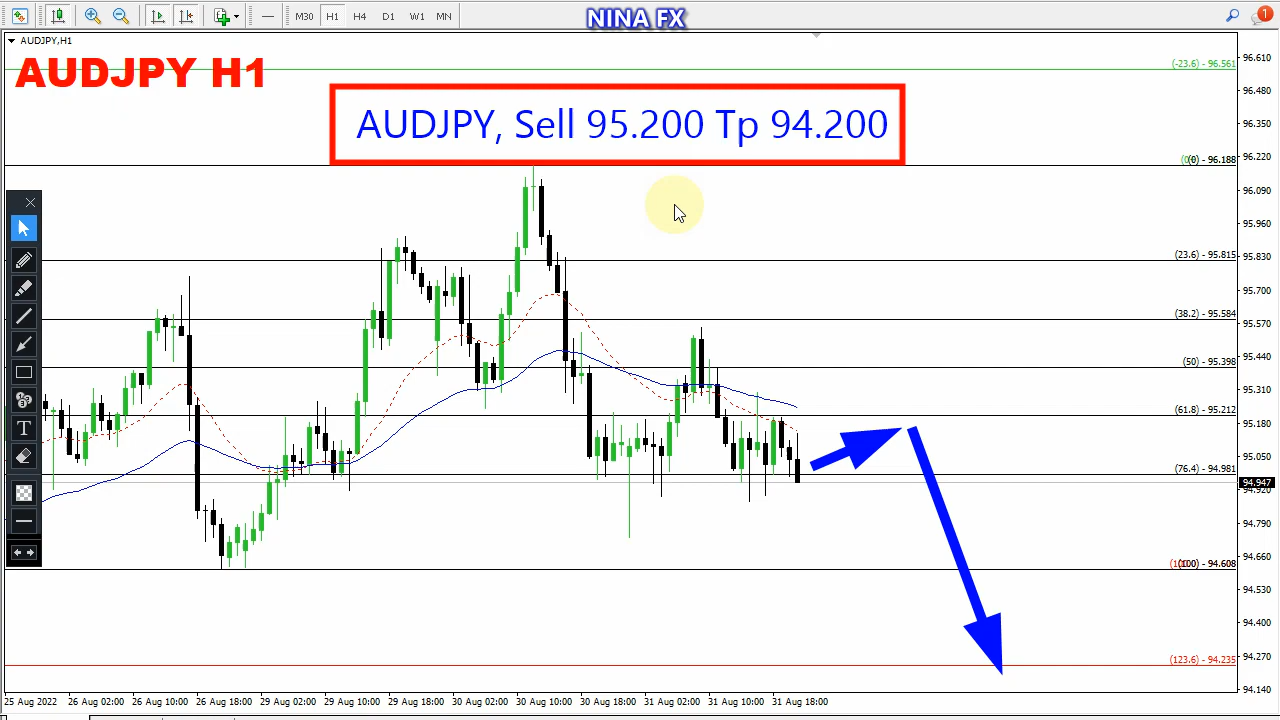 M30 H1 H4 D1 W1 MN
NINA FX
1
AUDJPY,H1
AUDJPY H1
AUDJPY, Sell 95.200 Tp 94.200
(-23.6) - 96.561
(0) - 96.188
(23.6) - 95.815
(38.2) - 95.584
(50) - 95.398
(61.8) - 95.212
(76.4) - 94.981
(100) - 94.608
(123.6) - 94.235
96.610
96.480
96.350
96.220
96.090
95.960
95.830
95.700
95.570
95.440
95.310
95.180
95.050
94.947
94.920
94.790
94.660
94.530
94.400
94.270
94.140
T
25 Aug 2022 26 Aug 02:00 26 Aug 10:00 26 Aug 18:00 29 Aug 02:00 29 Aug 10:00 29 Aug 18:00 30 Aug 02:00 30 Aug 10:00 30 Aug 18:00 31 Aug 02:00 31 Aug 10:00 31 Aug 18:00